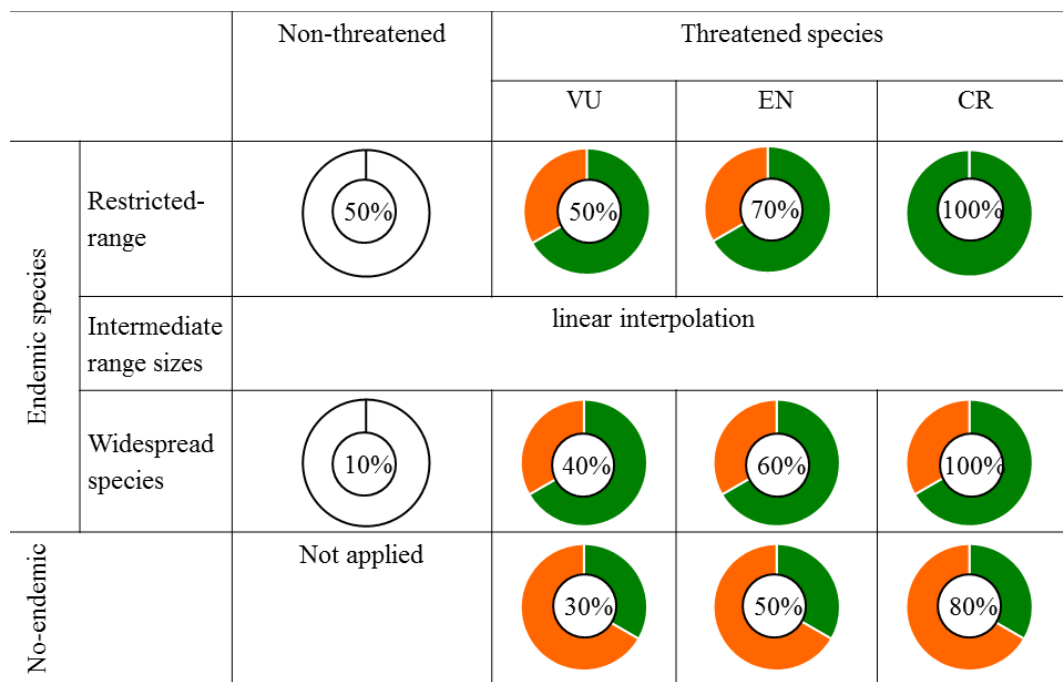 Non-threatened
Threatened species
VU
EN
CR
Endemic species
Restricted-
range
50%
50%
70%
100%
Intermediate
range sizes
linear interpolation
Widespread
species
10%
40%
60%
100%
No-endemic
Not applied
30%
50%
80%